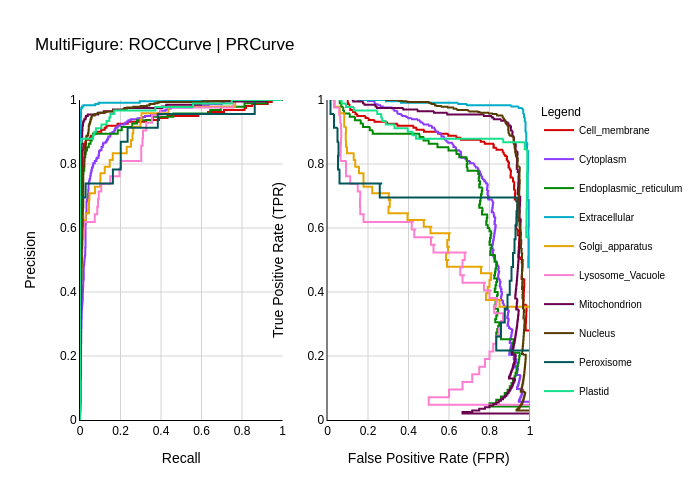 MultiFigure: ROCCurve | PRCurve
Precision
1
0.8
0.6
0.4
0.2
0
0
0.2
0.4
0.6
0.8
1
Recall
True Positive Rate (TPR)
1
0.8
0.6
0.4
0.2
0
0
0.2
0.4
0.6
0.8
1
False Positive Rate (FPR)
Legend
Cell_membrane
Cytoplasm
Endoplasmic_reticulum
Extracellular
Golgi_apparatus
Lysosome_Vacuole
Mitochondrion
Nucleus
Peroxisome
Plastid